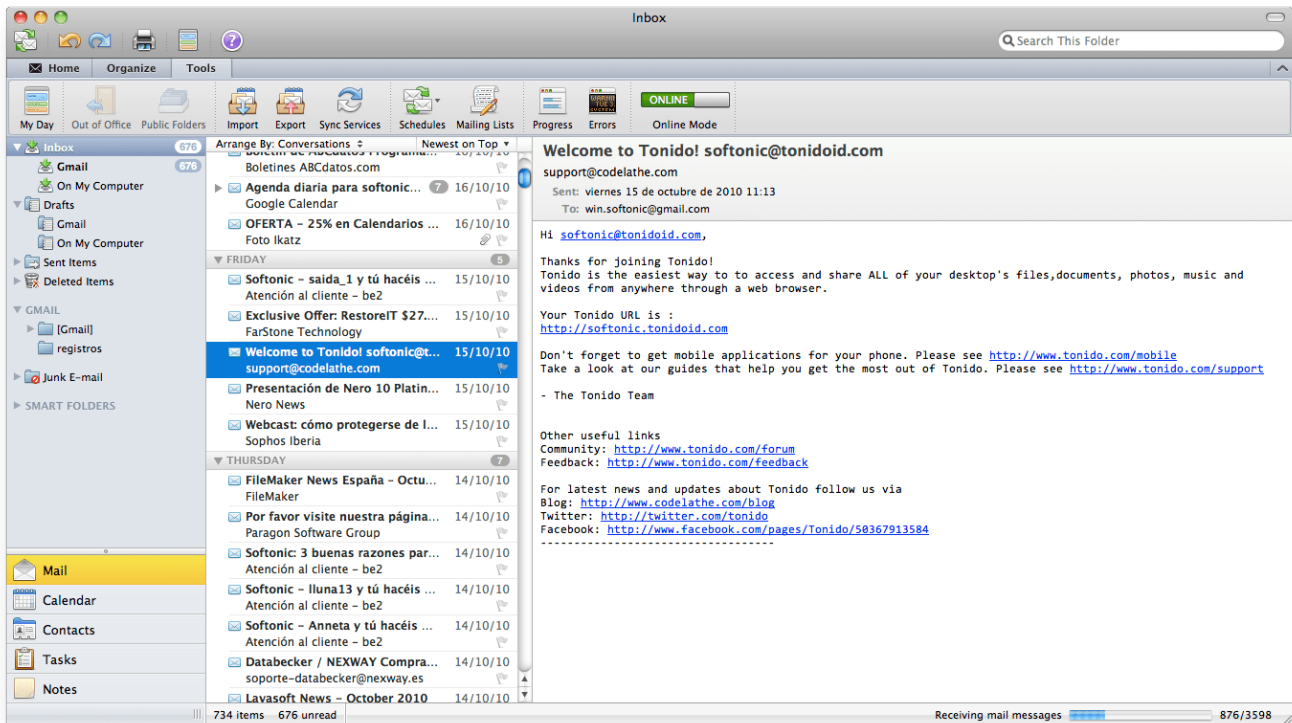 Inbox
Search This Folder
Home Organize Tools
My Day Out of Office Public Folders Import Export Sync Services Schedules Mailing Lists Progress Errors ONLINE Online Mode
Inbox 676
Gmail 676
On My Computer
Drafts
Gmail
On My Computer
Sent Items
Deleted Items
GMAIL
[Gmail]
registros
Junk E-mail
SMART FOLDERS
Mail
Calendar
Contacts
Tasks
Notes
Arrange By: Conversations Newest on Top
Boletines ABCdatos.com
Agenda diaria para softonic... 7 16/10/10
Google Calendar
OFERTA – 25% en Calendarios ... 16/10/10
Foto Ikatz
FRIDAY 5
Softonic – saida_1 y tú hacéis ... 15/10/10
Atención al cliente – be2
Exclusive Offer: RestoreIT $27.... 15/10/10
FarStone Technology
Welcome to Tonido! softonic@t... 15/10/10
support@codelathe.com
Presentación de Nero 10 Platin... 15/10/10
Nero News
Webcast: cómo protegerse de l... 15/10/10
Sophos Iberia
THURSDAY 7
FileMaker News España – Octu... 14/10/10
FileMaker
Por favor visite nuestra página... 14/10/10
Paragon Software Group
Softonic: 3 buenas razones par... 14/10/10
Atención al cliente – be2
Softonic – lluna13 y tú hacéis ... 14/10/10
Atención al cliente – be2
Softonic – Anneta y tú hacéis ... 14/10/10
Atención al cliente – be2
Databecker / NEXWAY Compra... 14/10/10
soporte-databecker@nexway.es
Lavasoft News – October 2010 14/10/10
Welcome to Tonido! softonic@tonidoid.com
support@codelathe.com
Sent: viernes 15 de octubre de 2010 11:13
To: win.softonic@gmail.com
Hi softonic@tonidoid.com,
Thanks for joining Tonido!
Tonido is the easiest way to to access and share ALL of your desktop's files,documents, photos, music and
videos from anywhere through a web browser.
Your Tonido URL is :
http://softonic.tonidoid.com
Don't forget to get mobile applications for your phone. Please see http://www.tonido.com/mobile
Take a look at our guides that help you get the most out of Tonido. Please see http://www.tonido.com/support
- The Tonido Team
Other useful links
Community: http://www.tonido.com/forum
Feedback: http://www.tonido.com/feedback
For latest news and updates about Tonido follow us via
Blog: http://www.codelathe.com/blog
Twitter: http://twitter.com/tonido
Facebook: http://www.facebook.com/pages/Tonido/50367913584
-----------------------------------
734 items 676 unread
Receiving mail messages 876/3598